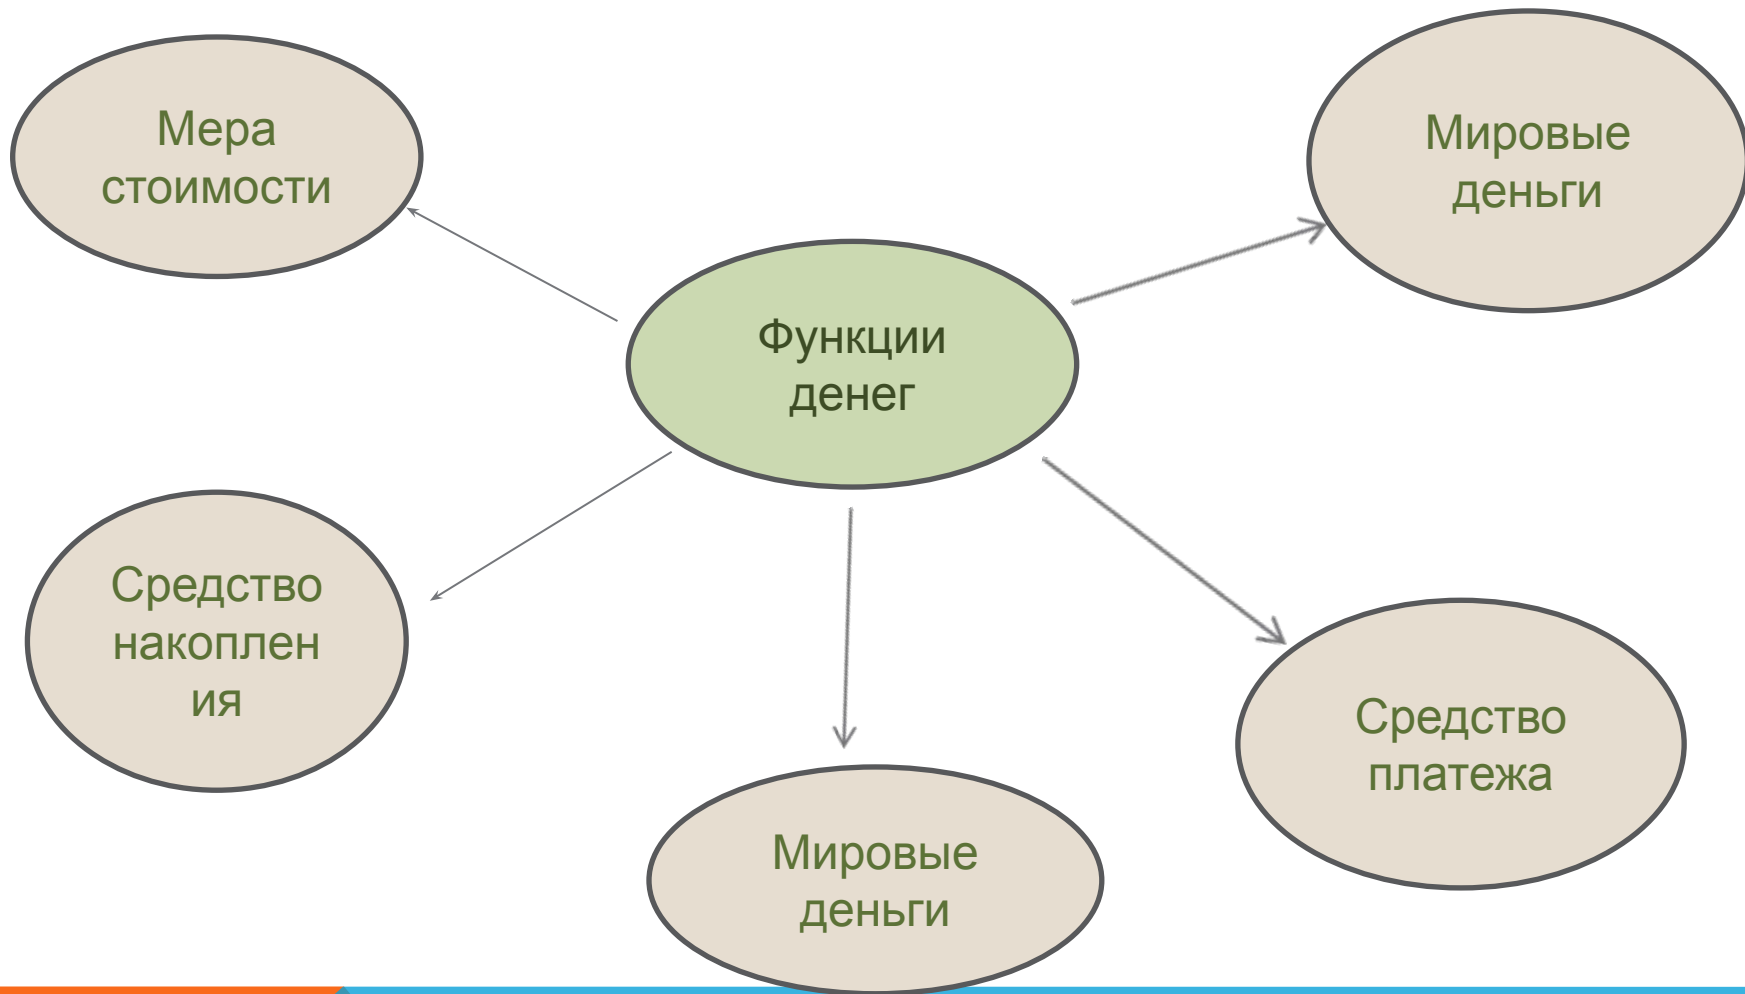 Мера
стоимости
Мировые
деньги
Функции
денег
Средство
накоплен
ия
Средство
платежа
Мировые
деньги